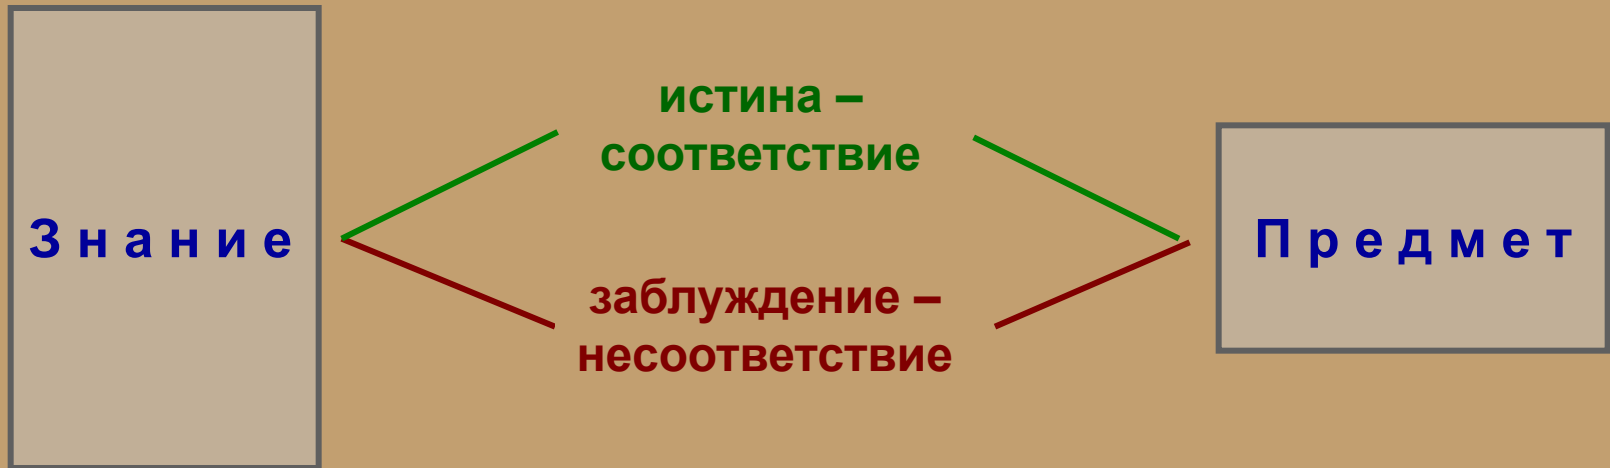 Знание
истина –
соответствие
заблуждение –
несоответствие
Предмет